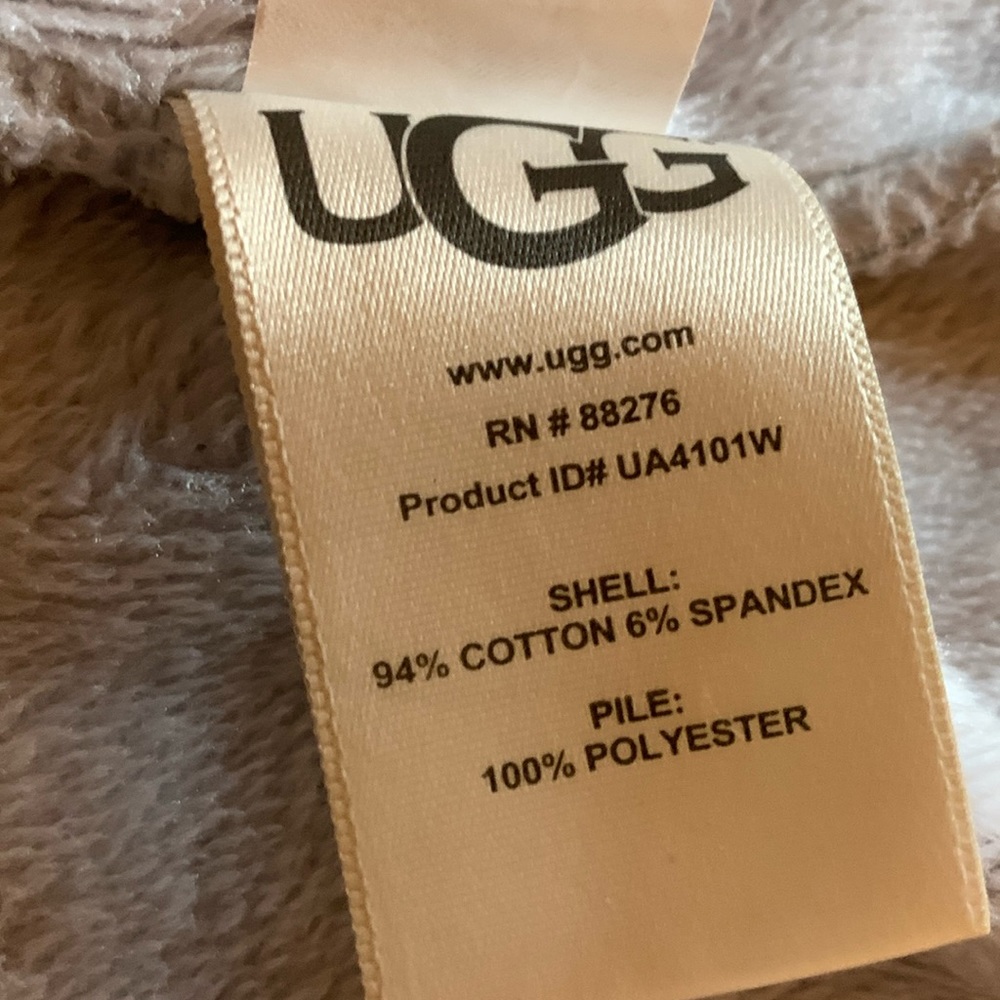 UGG
www.ugg.com
RN # 88276
Product ID# UA4101W
SHELL:
94% COTTON 6% SPANDEX
PILE:
100% POLYESTER